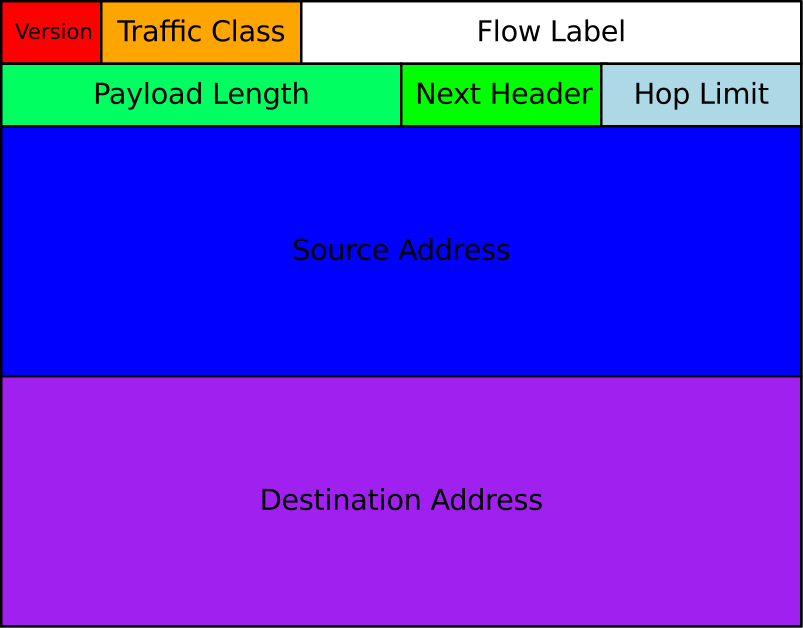 Version Traffic Class Flow Label
Payload Length Next Header Hop Limit
Source Address
Destination Address